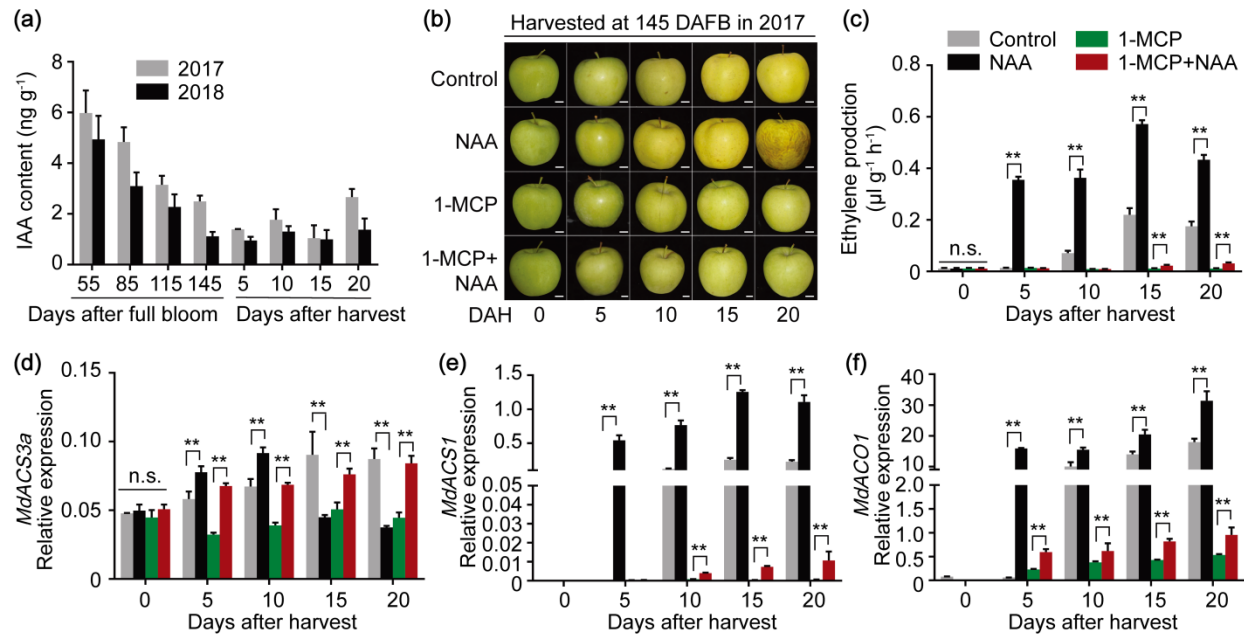 (a)
IAA content (ng g⁻¹)
6
4
2
0
2017
2018
55 85 115 145 5 10 15 20
Days after full bloom Days after harvest
(b)
Harvested at 145 DAFB in 2017
Control
NAA
1-MCP
1-MCP+
NAA
DAH 0 5 10 15 20
(c)
Control 1-MCP
NAA 1-MCP+NAA
Ethylene prodction
(µl g⁻¹ h⁻¹)
0.8
0.6
0.4
0.2
0
n.s. ** ** ** ** ** **
0 5 10 15 20
Days after harvest
(d)
MdACS3a
Relative expression
0.15
0.10
0.05
0
n.s. ** ** ** ** ** ** ** **
0 5 10 15 20
Days after harvest
(e)
MdACS1
Relative expression
1.5
1.0
0.5
0.04
0.03
0.02
0.01
0
** ** ** ** ** ** **
0 5 10 15 20
Days after harvest
(f)
MdACO1
Relative expression
40
30
20
10
2.0
1.5
1.0
0.5
0
** ** ** ** ** ** ** **
0 5 10 15 20
Days after harvest